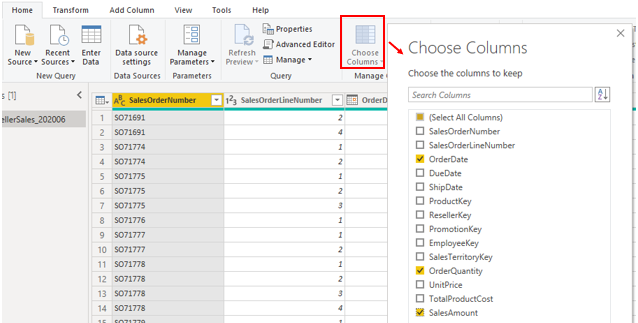 Home Transform Add Column View Tools Help
New Source Recent Sources Enter Data
New Query
Data source settings
Data Sources
Manage Parameters
Parameters
Refresh Preview
Properties
Advanced Editor
Manage
Query
Choose Columns
Manage
s [1]
ellerSales_202006
ABC SalesOrderNumber 123 SalesOrderLineNumber OrderD
1 SO71691 2
2 SO71691 4
3 SO71774 1
4 SO71774 2
5 SO71775 1
6 SO71775 2
7 SO71775 3
8 SO71776 1
9 SO71777 1
10 SO71777 2
11 SO71778 1
12 SO71778 2
13 SO71778 3
14 SO71778 4
Choose Columns
Choose the columns to keep
Search Columns
AZ
(Select All Columns)
SalesOrderNumber
SalesOrderLineNumber
OrderDate
DueDate
ShipDate
ProductKey
ResellerKey
PromotionKey
EmployeeKey
SalesTerritoryKey
OrderQuantity
UnitPrice
TotalProductCost
SalesAmount